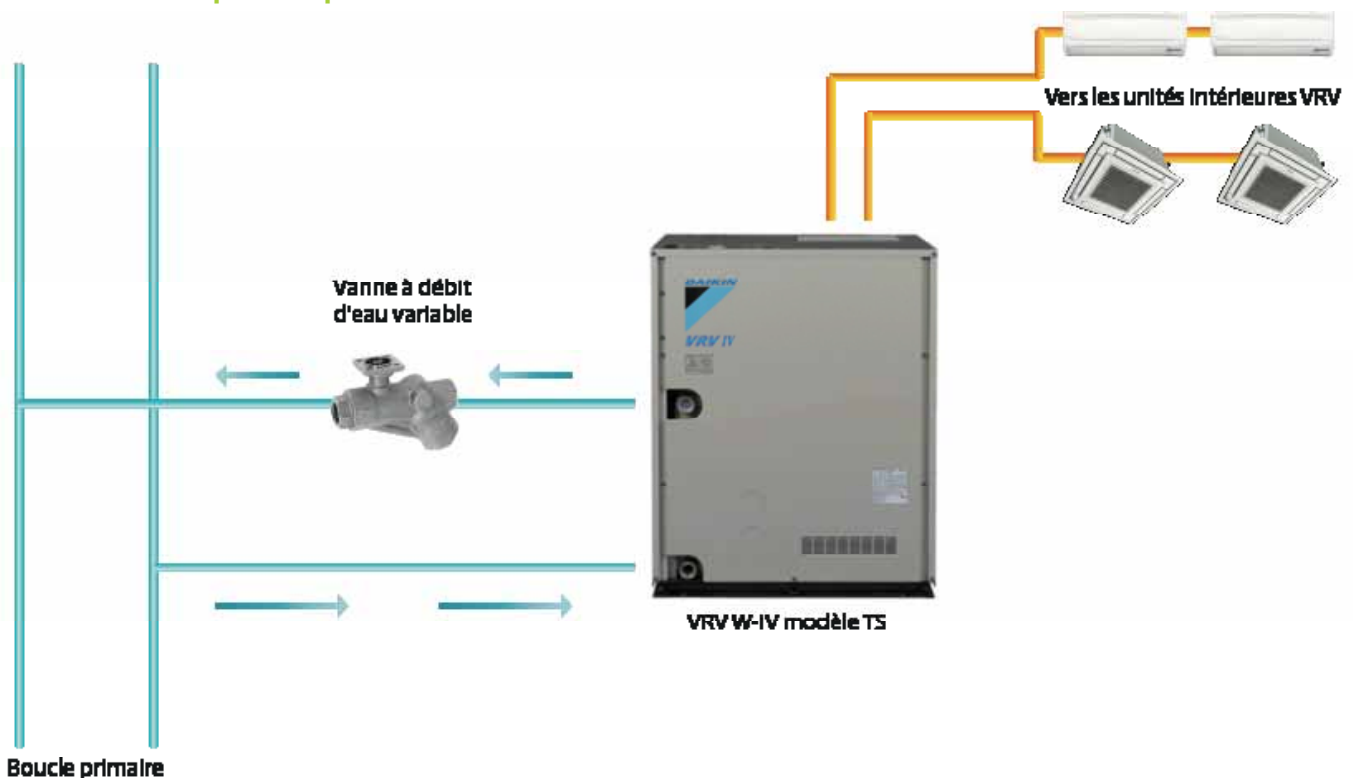 Vers les unités intérieures VRV
Vanne à débit
d'eau variable
DAIKIN
VRV IV
VRV W-IV modèle TS
Boucle primaire